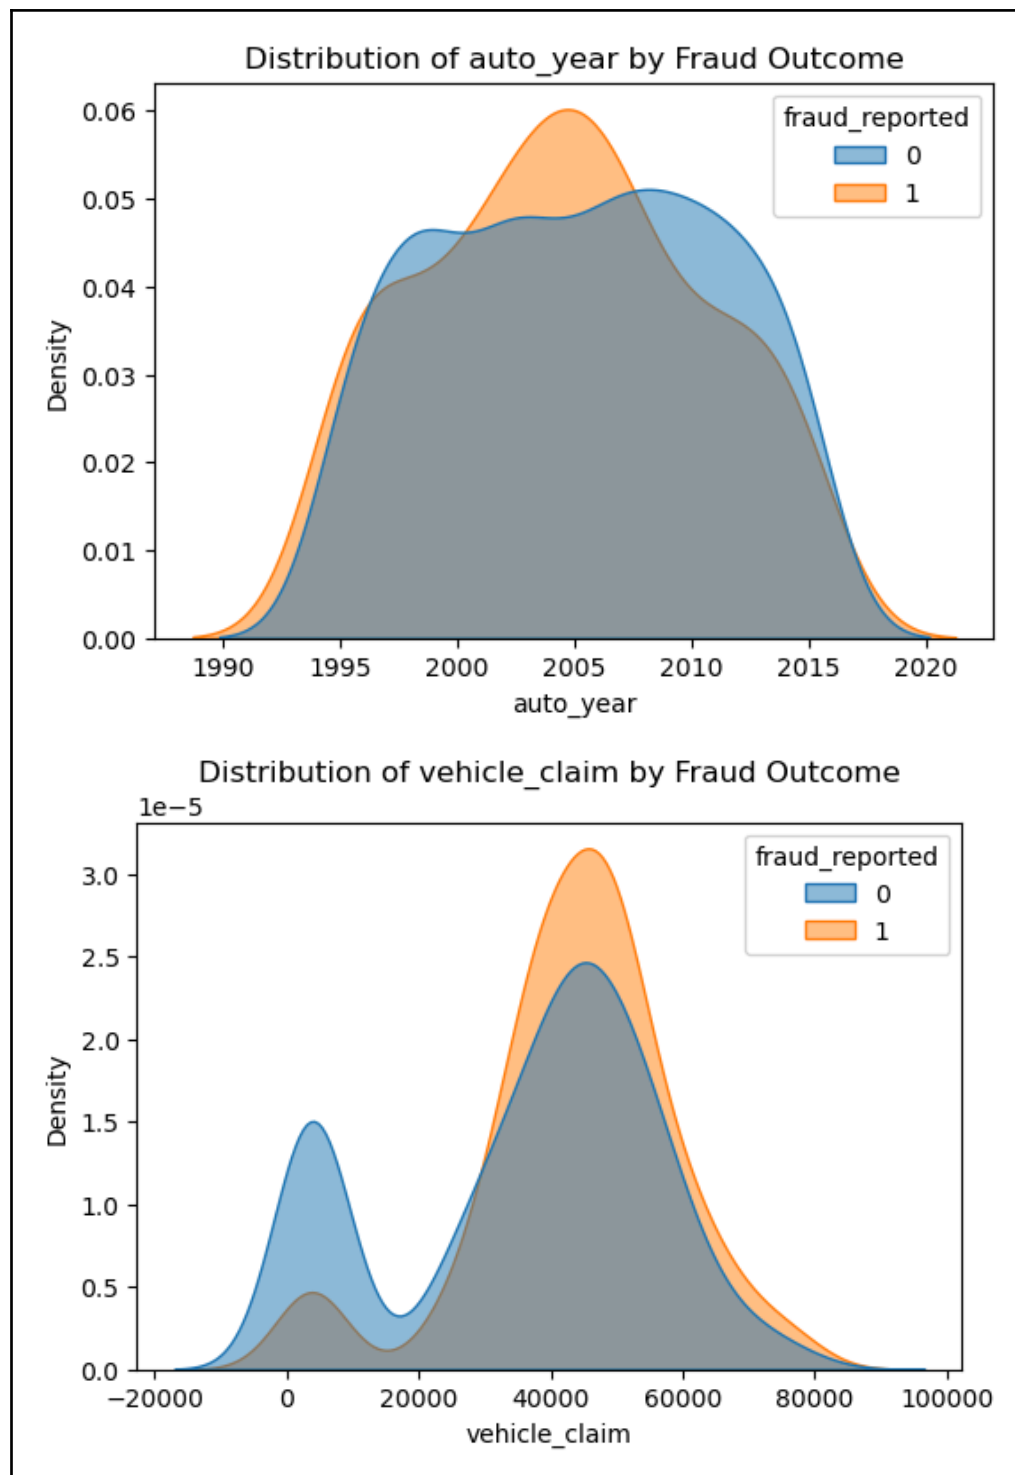 Distribution of auto_year by Fraud Outcome
fraud_reported
0
1
0.06
0.05
0.04
0.03
0.02
0.01
0.00
Density
1990 1995 2000 2005 2010 2015 2020
auto_year
Distribution of vehicle_claim by Fraud Outcome
1e−5
fraud_reported
0
1
3.0
2.5
2.0
1.5
1.0
0.5
0.0
Density
−20000 0 20000 40000 60000 80000 100000
vehicle_claim